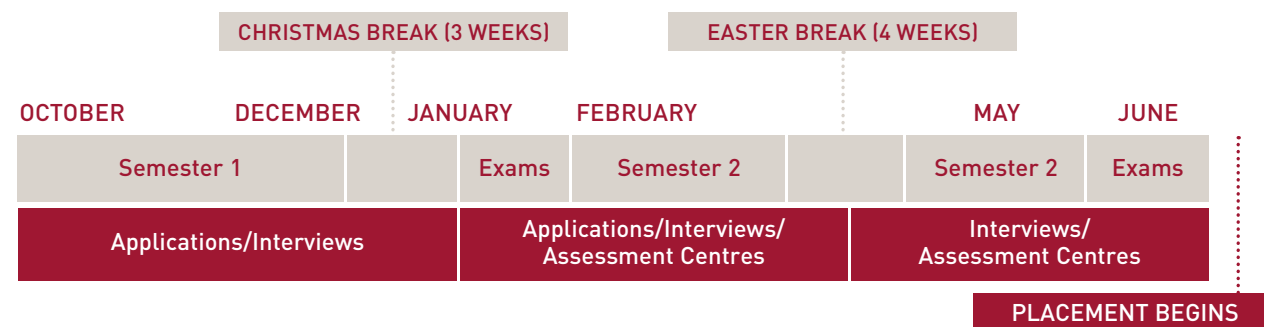 CHRISTMAS BREAK (3 WEEKS)
EASTER BREAK (4 WEEKS)
OCTOBER
DECEMBER
JANUARY
FEBRUARY
MAY
JUNE
Semester 1
Exams
Semester 2
Semester 2
Exams
Applications/Interviews
Applications/Interviews/
Assessment Centres
Interviews/
Assessment Centres
PLACEMENT BEGINS